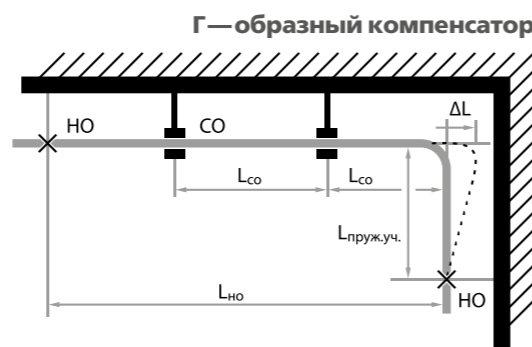 Г—образный компенсатор
ΔL
НО
СО
Lсо
Lсо
Lпруж.уч.
Lно
НО